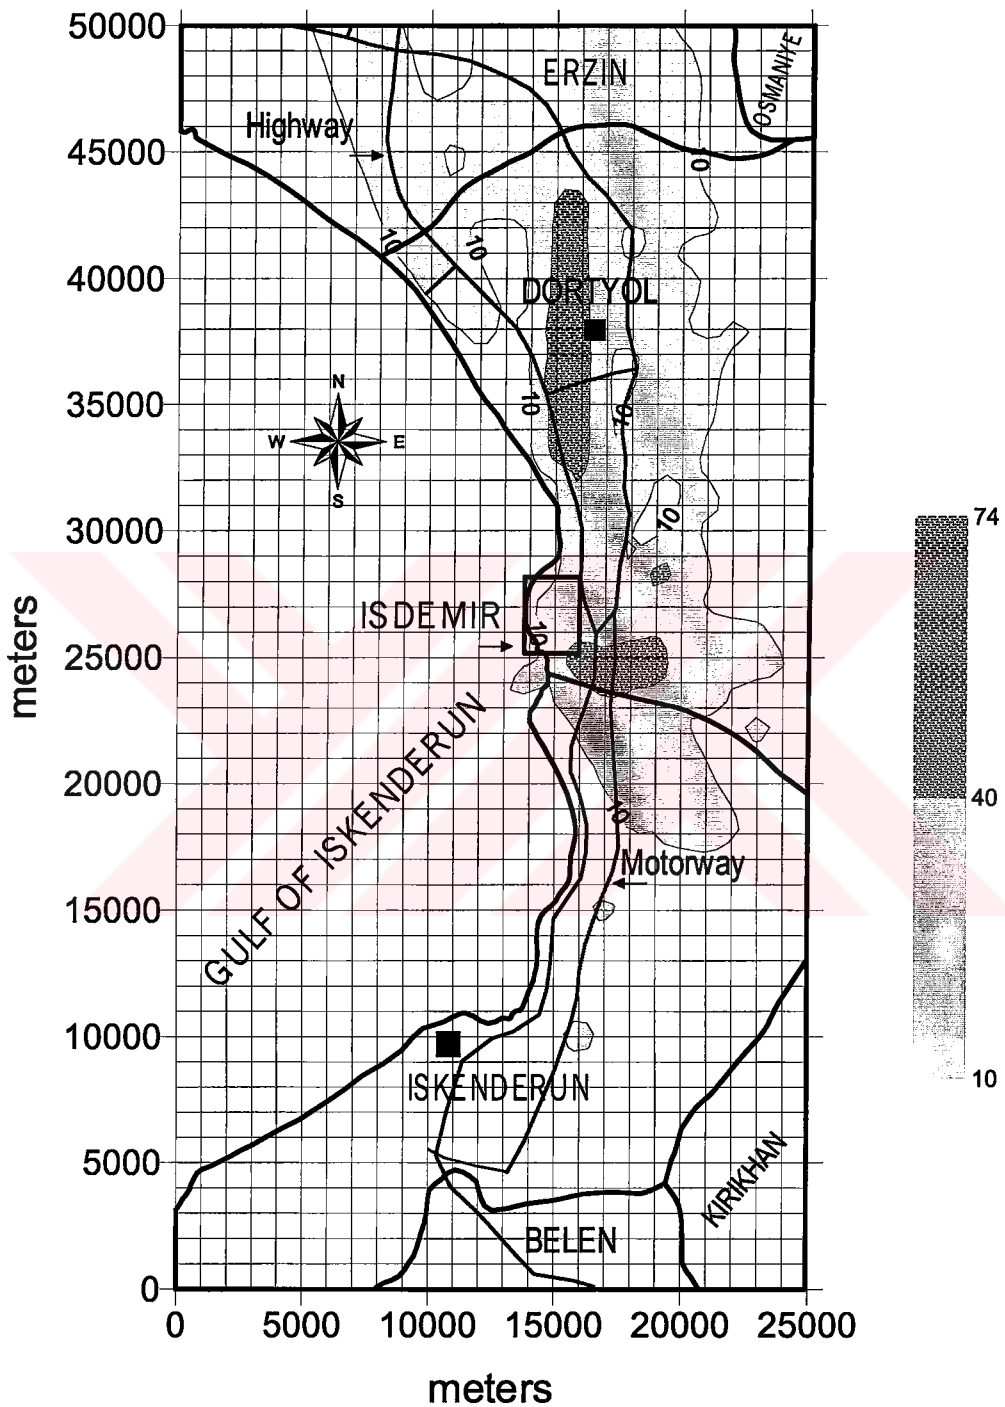 50000
ERZIN
OSMANIYE
Highway
45000
10
10
10
40000
DORTYOL
N
35000
10
10
W
E
S
30000
10
74
ISDEMIR
10
25000
meters
GULF OF ISKENDERUN
20000
40
10
Motorway
15000
10000
ISKENDERUN
10
5000
KIRIKHAN
BELEN
0
0
5000
10000
15000
20000
25000
meters